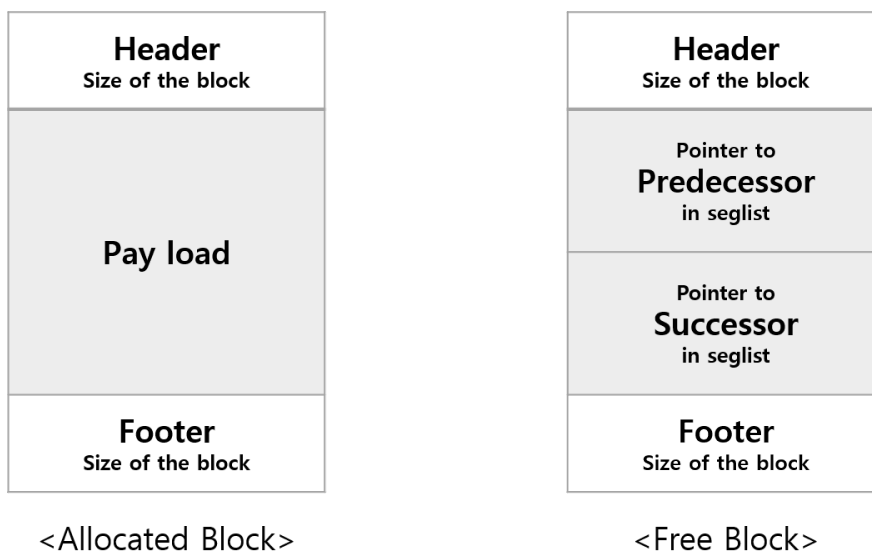 Header
Size of the block
Pay load
Footer
Size of the block
<Allocated Block>
Header
Size of the block
Pointer to
Predecessor
in seglist
Pointer to
Successor
in seglist
Footer
Size of the block
<Free Block>